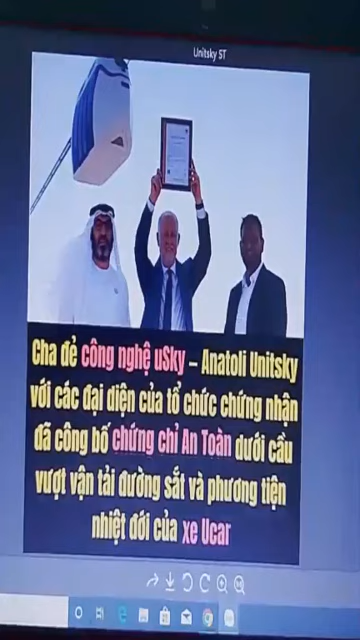 Unitsky ST
Cha đẻ công nghệ uSky – Anatoli Unitsky
với các đại diện của tổ chức chứng nhận
đã công bố chứng chỉ An Toàn dưới cầu
vượt vận tải đường sắt và phương tiện
nhiệt đới của xe Ucar